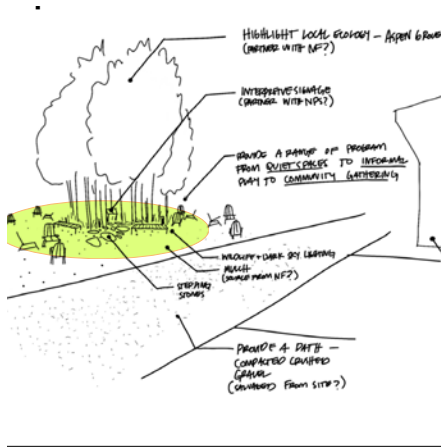 HIGHLIGHT LOCAL ECOLOGY – ASPEN GROVE
(PARTNER WITH NF?)
INTERPRETIVE SIGNAGE
(PARTNER WITH NPS?)
PROVIDE A RANGE OF PROGRAM
FROM QUIET SPACES TO INFORMAL
PLAY TO COMMUNITY GATHERING
WILDLIFE + DARK SKY LIGHTING
MULCH
(SOURCE FROM NF?)
STEPPING
STONES
PROVIDE A PATH –
COMPACTED CRUSHED
GRAVEL
(SALVAGED FROM SITE?)